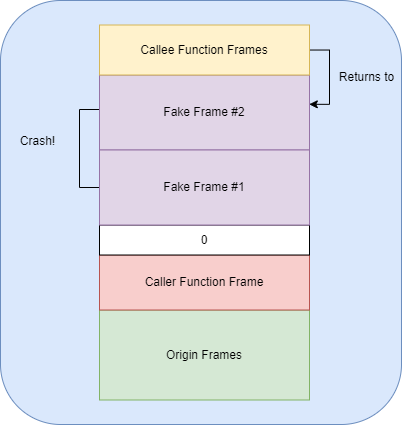 Callee Function Frames
Returns to
Fake Frame #2
Crash!
Fake Frame #1
0
Caller Function Frame
Origin Frames